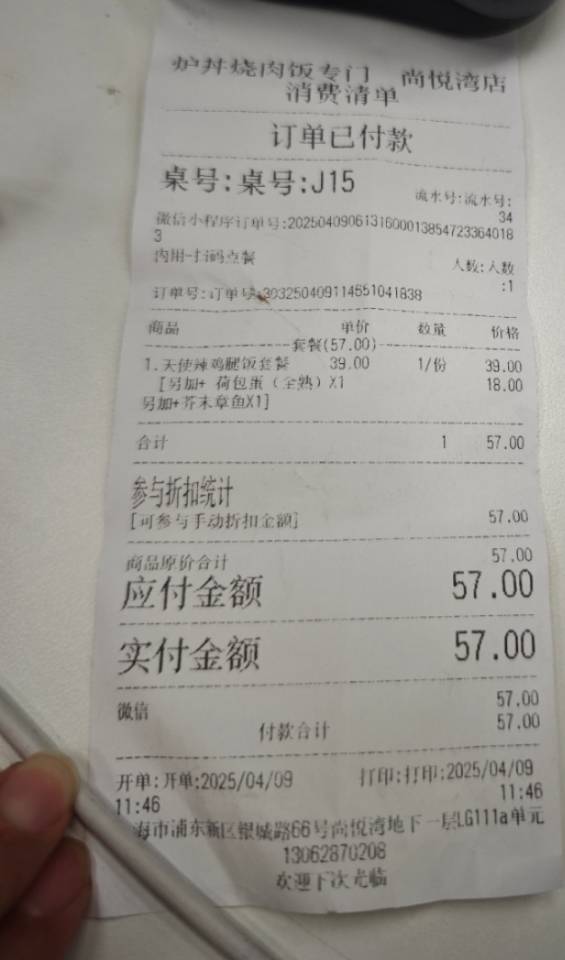 炉丼烧肉饭专门 尚悦湾店
消费清单
订单已付款
桌号:桌号:J15
流水号:流水号:
34
微信小程序订单号:2025040906131600013854723364018
3
内用-扫码点餐
人数:人数
:1
订单号:订单号:303250409114551041838
商品 单价 数量 价格
套餐(57.00)
1.天使辣鸡腿饭套餐 39.00 1/份 39.00
[另加+ 荷包蛋（全熟）X1 18.00
另加+芥末章鱼X1]
合计 1 57.00
参与折扣统计
[可参与手动折扣金额] 57.00
商品原价合计 57.00
应付金额 57.00
实付金额 57.00
微信 57.00
付款合计 57.00
开单:开单:2025/04/09 打印:打印:2025/04/09
11:46 11:46
海市浦东新区银城路66号尚悦湾地下一层LG111a单元
13062870208
欢迎下次光临